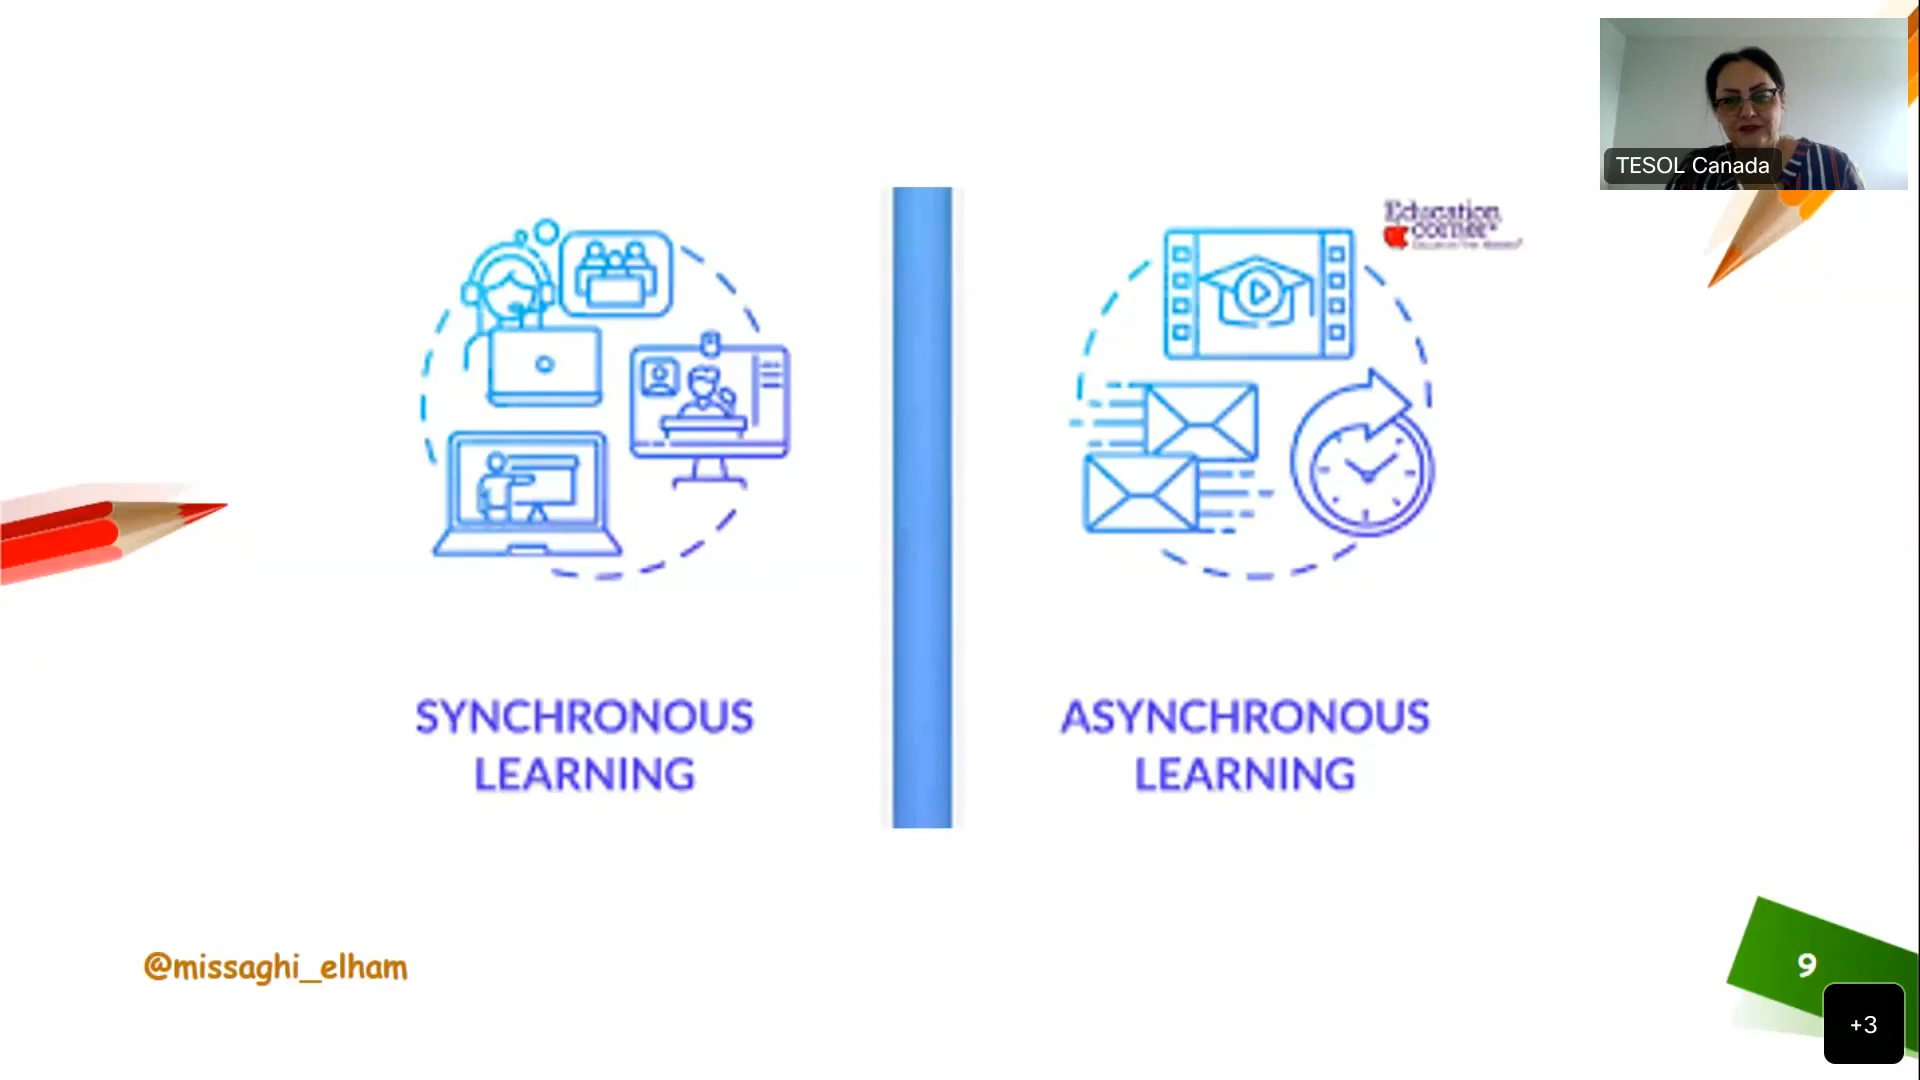 TESOL Canada
Education
corner
SYNCHRONOUS
LEARNING
ASYNCHRONOUS
LEARNING
@missaghi_elham
9
+3